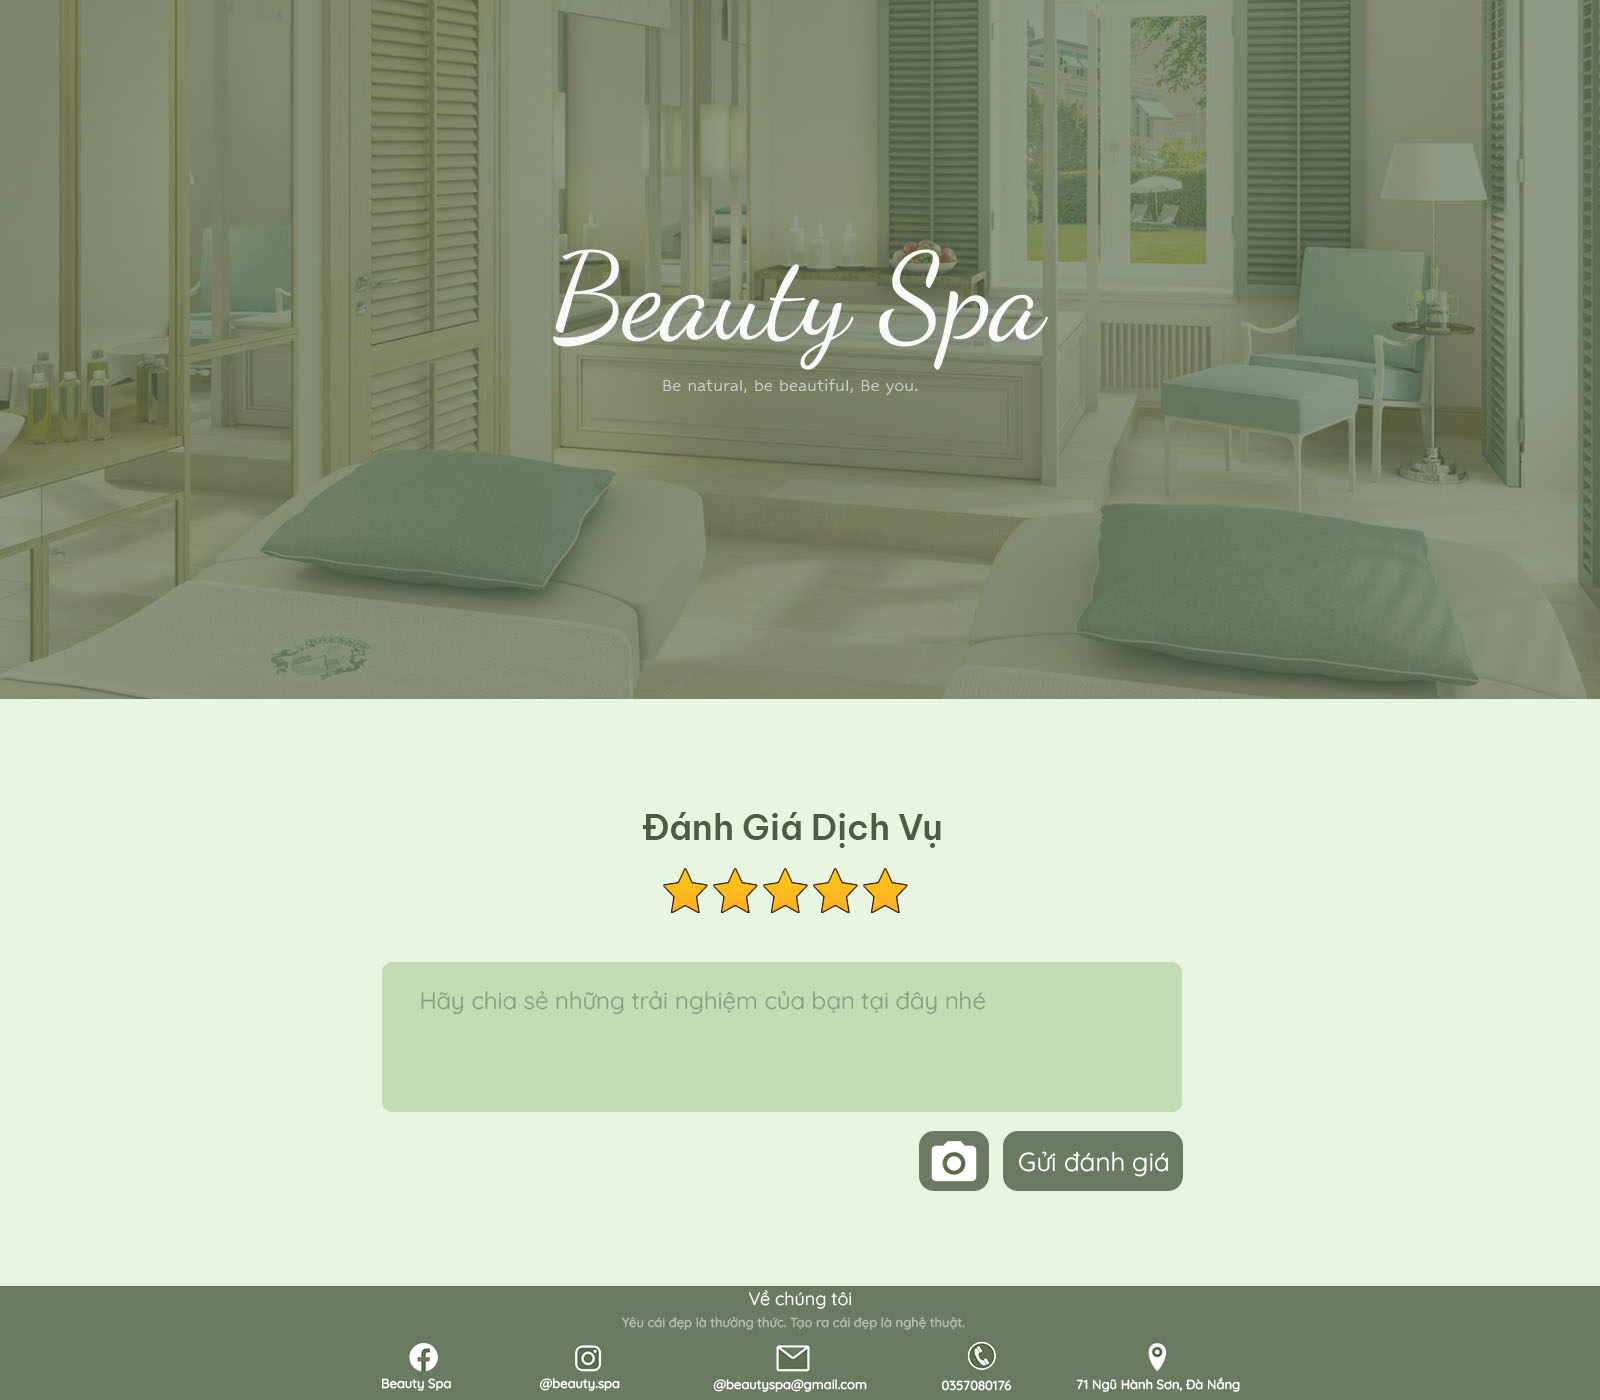 Beauty Spa
Be natural, be beautiful, Be you.
Đánh Giá Dịch Vụ
Hãy chia sẻ những trải nghiệm của bạn tại đây nhé
Gửi đánh giá
Về chúng tôi
Yêu cái đẹp là thưởng thức. Tạo ra cái đẹp là nghệ thuật.
Beauty Spa
@beauty.spa
@beautyspa@gmail.com
0357080176
71 Ngũ Hành Sơn, Đà Nẵng